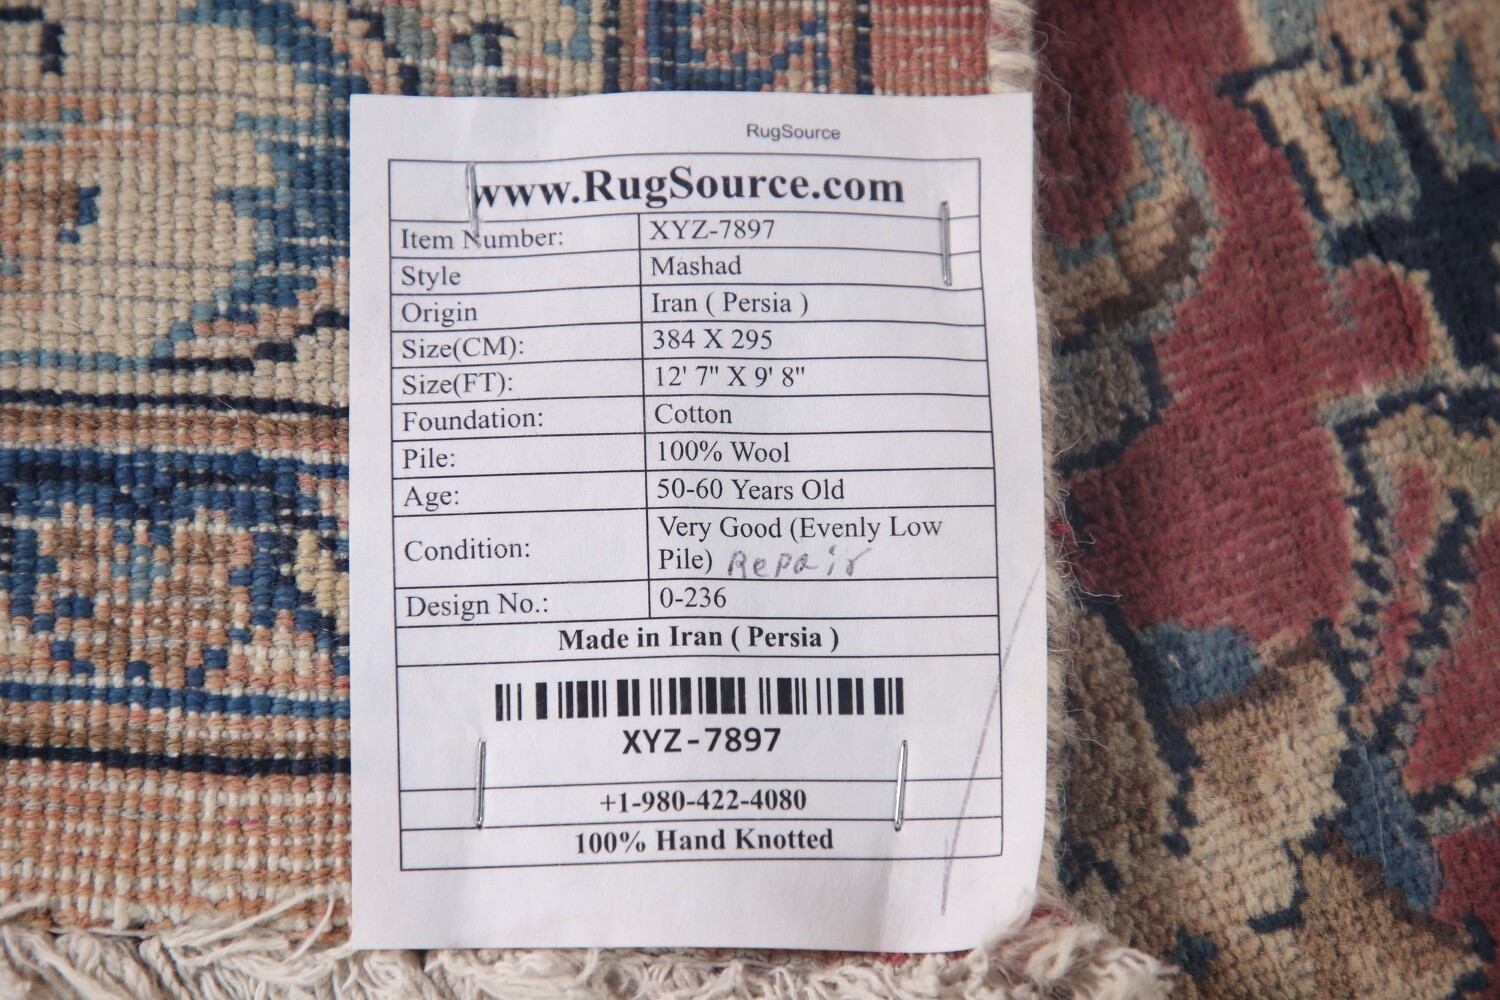 RugSource
www.RugSource.com
Item Number: XYZ-7897
Style Mashad
Origin Iran ( Persia )
Size(CM): 384 X 295
Size(FT): 12' 7" X 9' 8"
Foundation: Cotton
Pile: 100% Wool
Age: 50-60 Years Old
Condition: Very Good (Evenly Low
Pile) Repair
Design No.: 0-236
Made in Iran ( Persia )
XYZ-7897
+1-980-422-4080
100% Hand Knotted